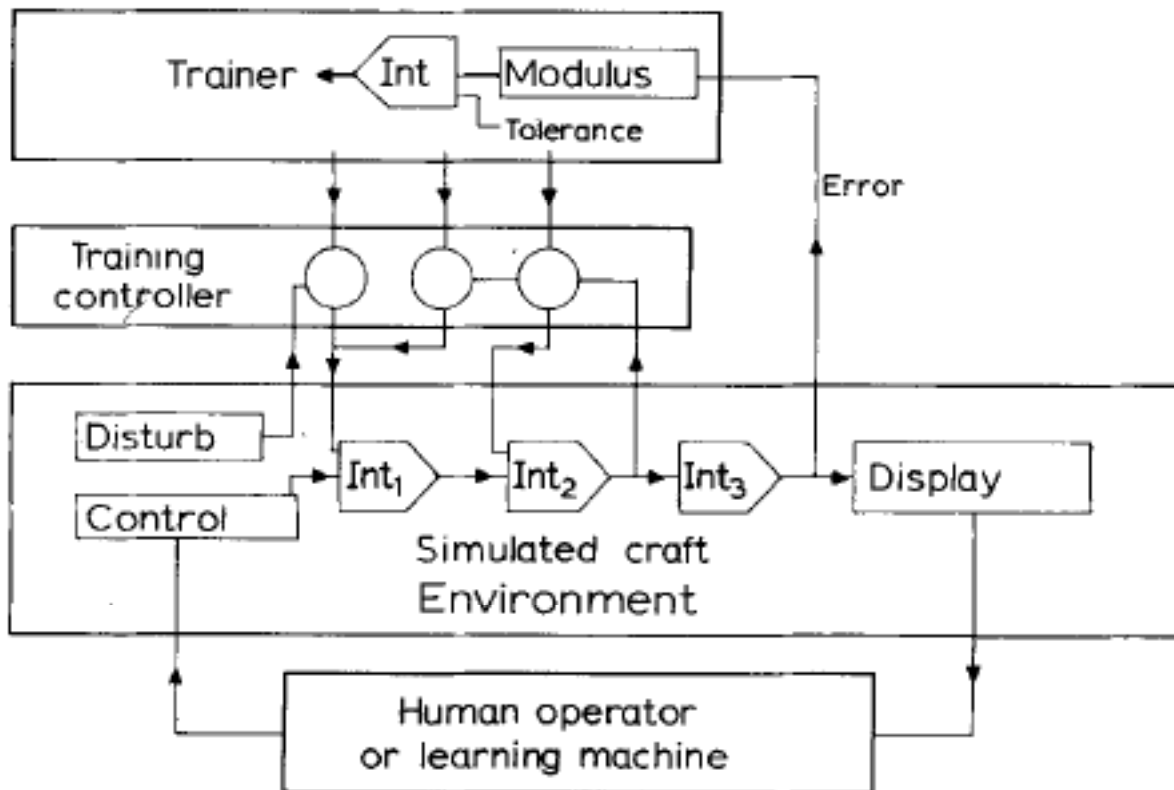 Trainer
Int
Modulus
Tolerance
Error
Training
controller
Disturb
Control
Int₁
Int₂
Int₃
Display
Simulated craft
Environment
Human operator
or learning machine